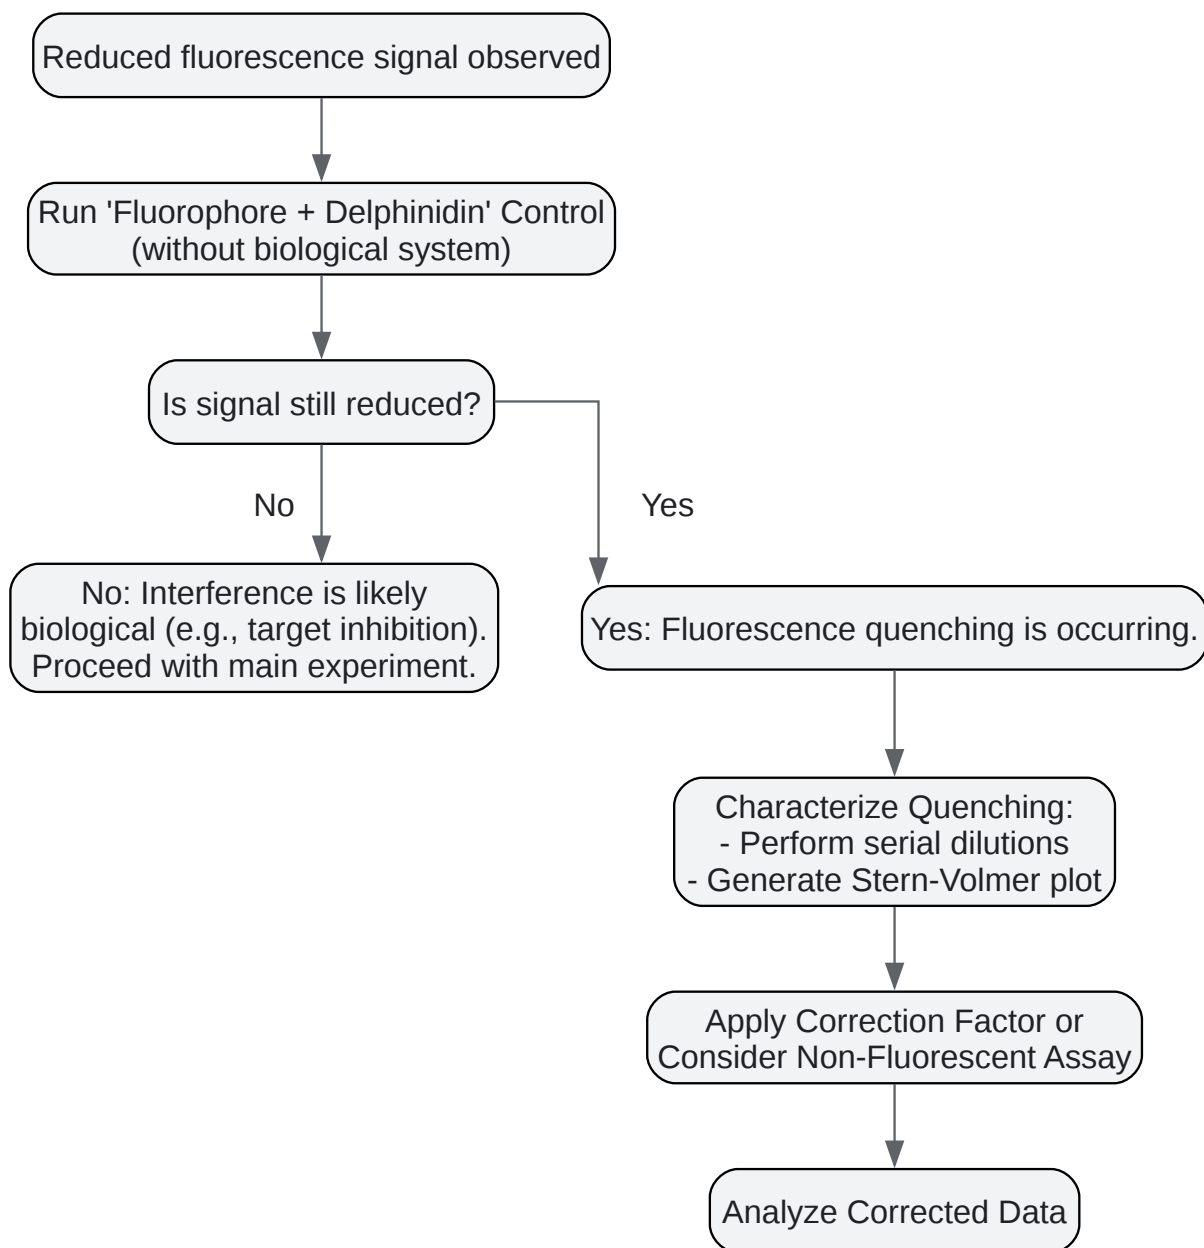 Reduced fluorescence signal observed
Run 'Fluorophore + Delphinidin' Control
(without biological system)
Is signal still reduced?
No
Yes
No: Interference is likely
biological (e.g., target inhibition).
Proceed with main experiment.
Yes: Fluorescence quenching is occurring.
Characterize Quenching:
- Perform serial dilutions
- Generate Stern-Volmer plot
Apply Correction Factor or
Consider Non-Fluorescent Assay
Analyze Corrected Data